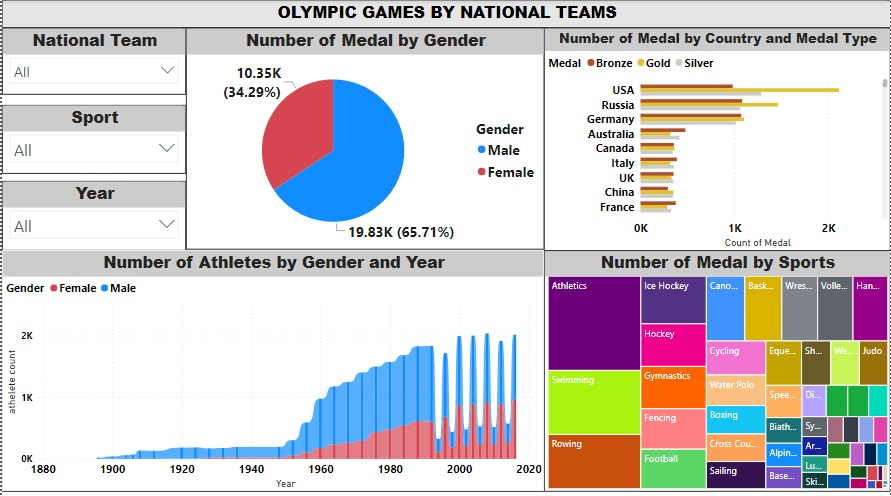 OLYMPIC GAMES BY NATIONAL TEAMS
National Team
All
Sport
All
Year
All
Number of Medal by Gender
10.35K
(34.29%)
19.83K (65.71%)
Gender
Male
Female
Number of Medal by Country and Medal Type
Medal Bronze Gold Silver
USA
Russia
Germany
Australia
Canada
Italy
UK
China
France
0K 1K 2K
Count of Medal
Number of Athletes by Gender and Year
Gender Female Male
2K
1K
0K
athelete count
1880 1900 1920 1940 1960 1980 2000 2020
Year
Number of Medal by Sports
Athletics
Swimming
Rowing
Ice Hockey
Hockey
Gymnastics
Fencing
Football
Cano...
Bask...
Wres...
Volle...
Han...
Cycling
Water Polo
Boxing
Cross Cou...
Sailing
Eque...
Sh...
We...
Judo
Spee...
Di...
Biath...
Sy...
Alpin...
Ar...
Base...
Lu...
Ski...